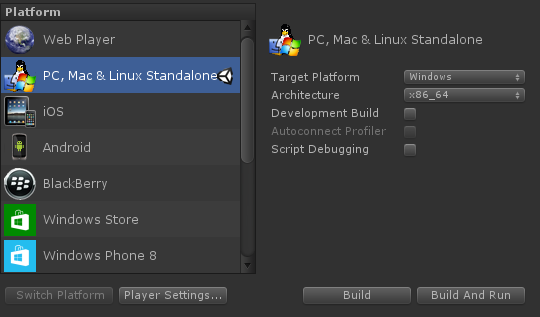 Platform
Web Player
PC, Mac & Linux Standalone
iOS
Android
BlackBerry
Windows Store
Windows Phone 8
PC, Mac & Linux Standalone
Target Platform Windows
Architecture x86_64
Development Build
Autoconnect Profiler
Script Debugging
Switch Platform Player Settings... Build Build And Run